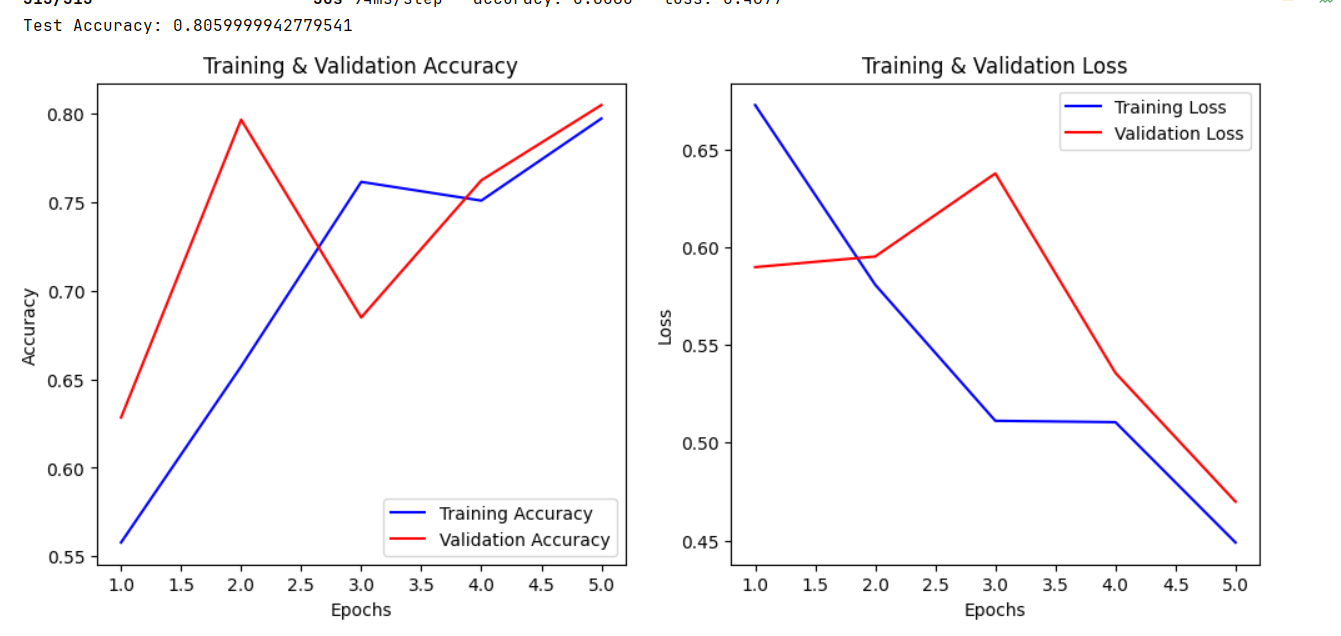 Test Accuracy: 0.8059999942779541
Training & Validation Accuracy
0.80
0.75
0.70
0.65
0.60
0.55
Accuracy
1.0 1.5 2.0 2.5 3.0 3.5 4.0 4.5 5.0
Epochs
Training Accuracy
Validation Accuracy
Training & Validation Loss
0.65
0.60
0.55
0.50
0.45
Loss
1.0 1.5 2.0 2.5 3.0 3.5 4.0 4.5 5.0
Epochs
Training Loss
Validation Loss